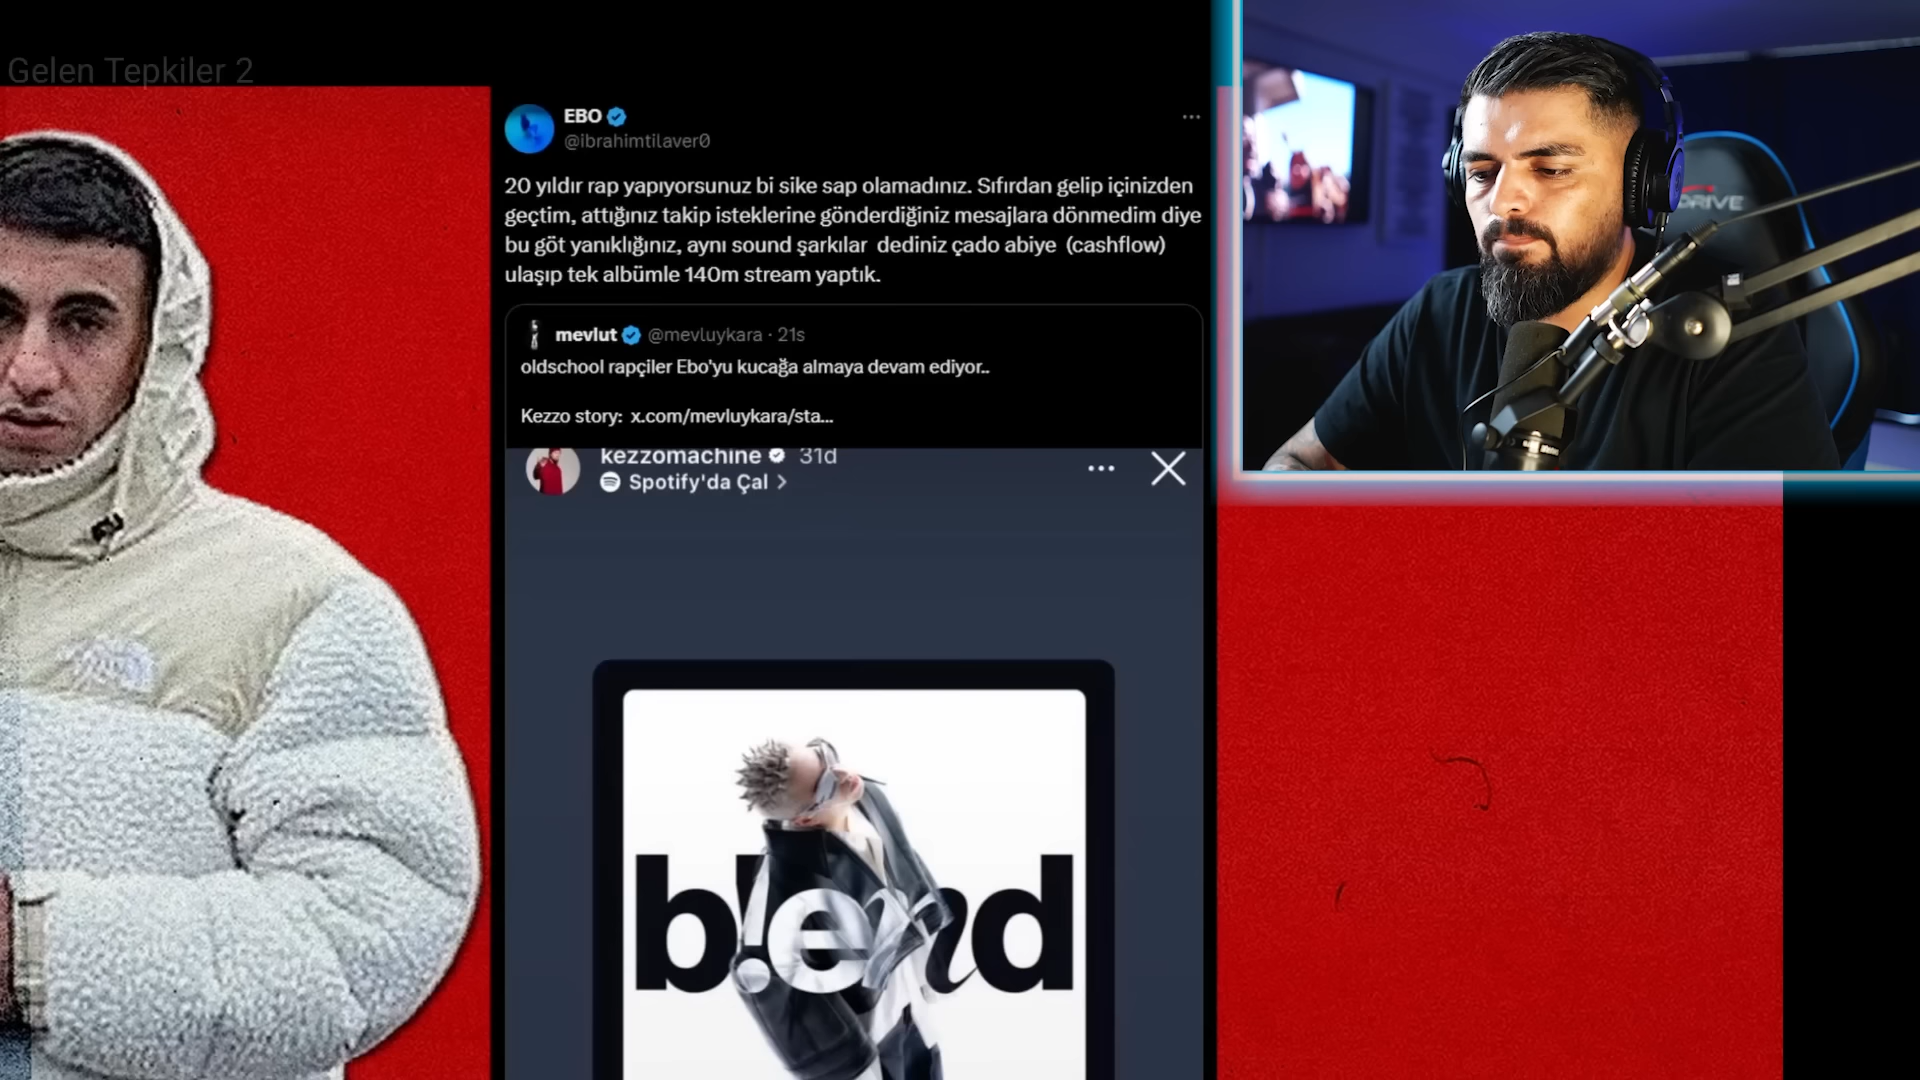 Gelen Tepkiler 2
EBO
@ibrahimtilaver0
20 yıldır rap yapıyorsunuz bi sike sap olamadınız. Sıfırdan gelip içinizden
geçtim, attığınız takip isteklerine gönderdiğiniz mesajlara dönmedim diye
bu göt yanıklığınız, aynı sound şarkılar dediniz çado abiye (cashflow)
ulaşıp tek albümle 140m stream yaptık.
mevlut @mevluykara · 21s
oldschool rapçiler Ebo'yu kucağa almaya devam ediyor..
Kezzo story: x.com/mevluykara/sta...
kezzomachine 31d
Spotify'da Çal
b!end